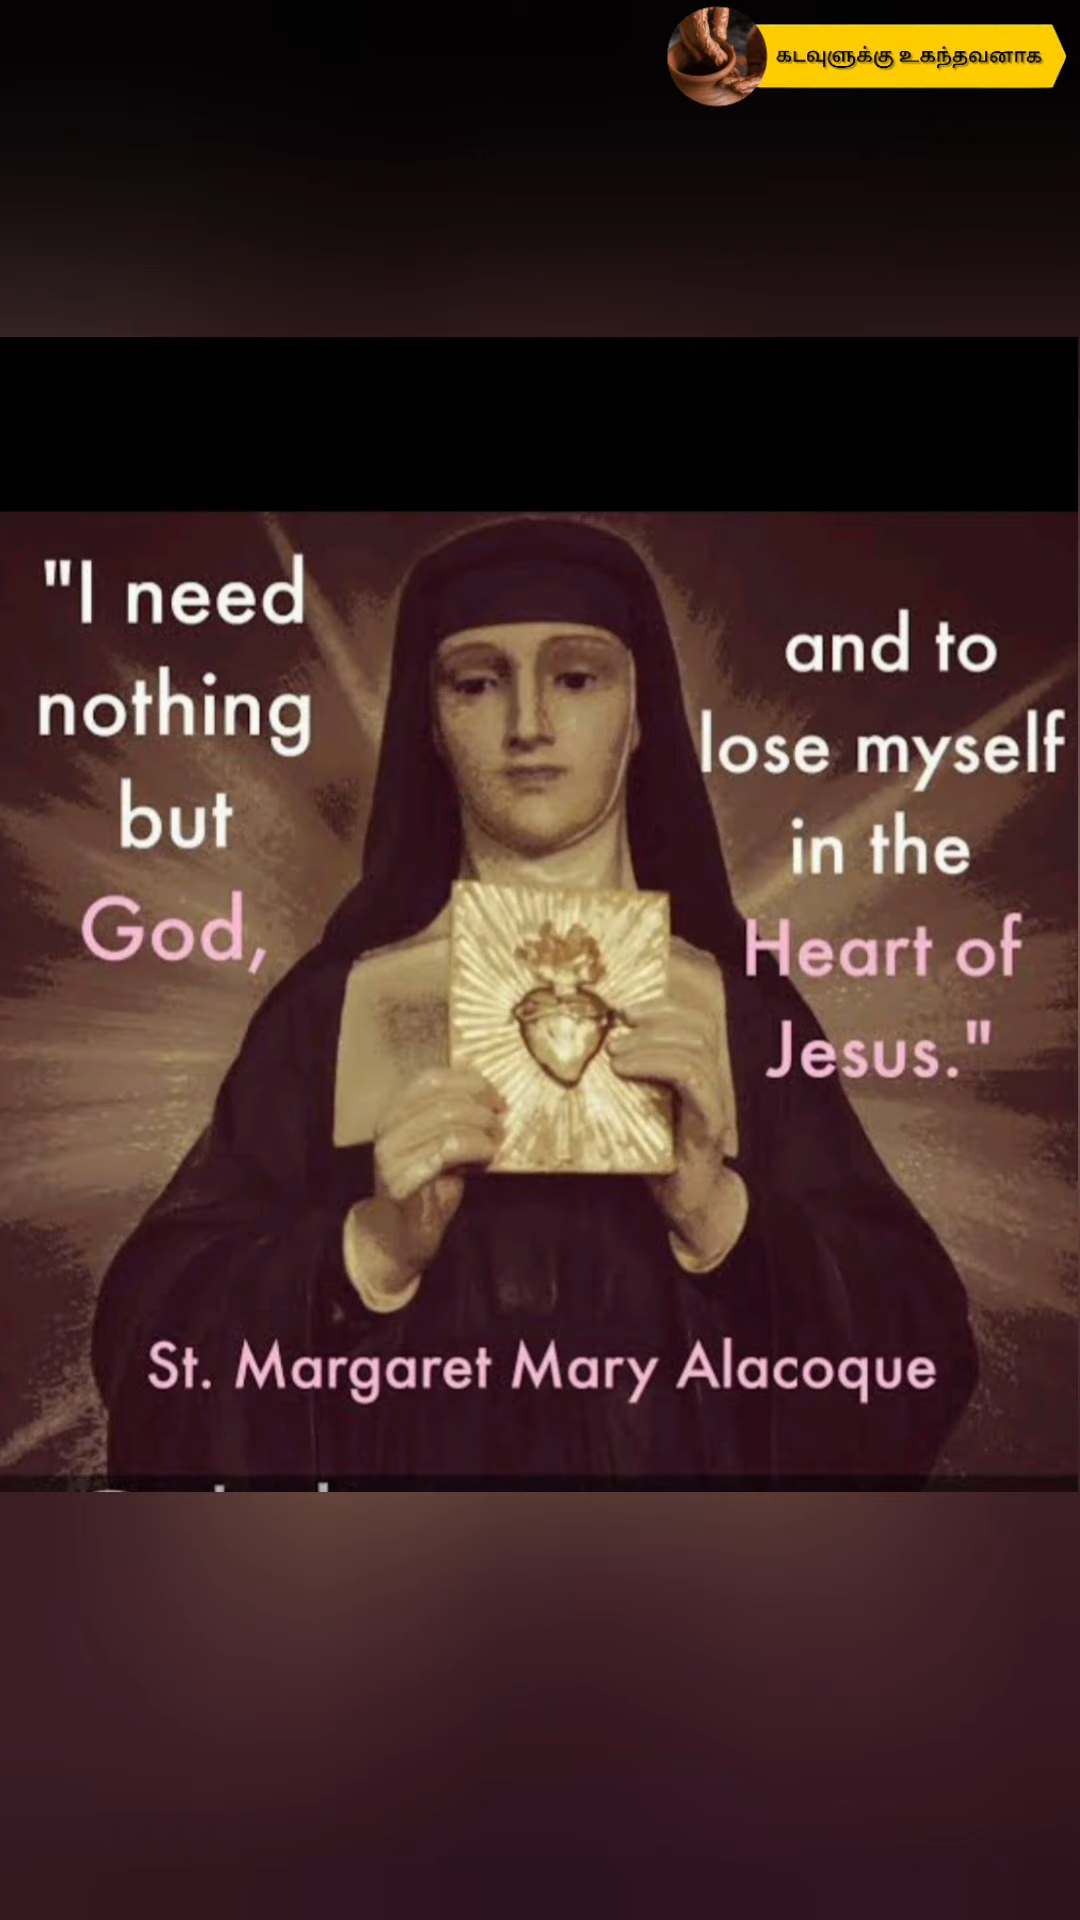 கடவுளுக்கு உகந்தவனாக
"I need
nothing
but
God,
and to
lose myself
in the
Heart of
Jesus."
St. Margaret Mary Alacoque